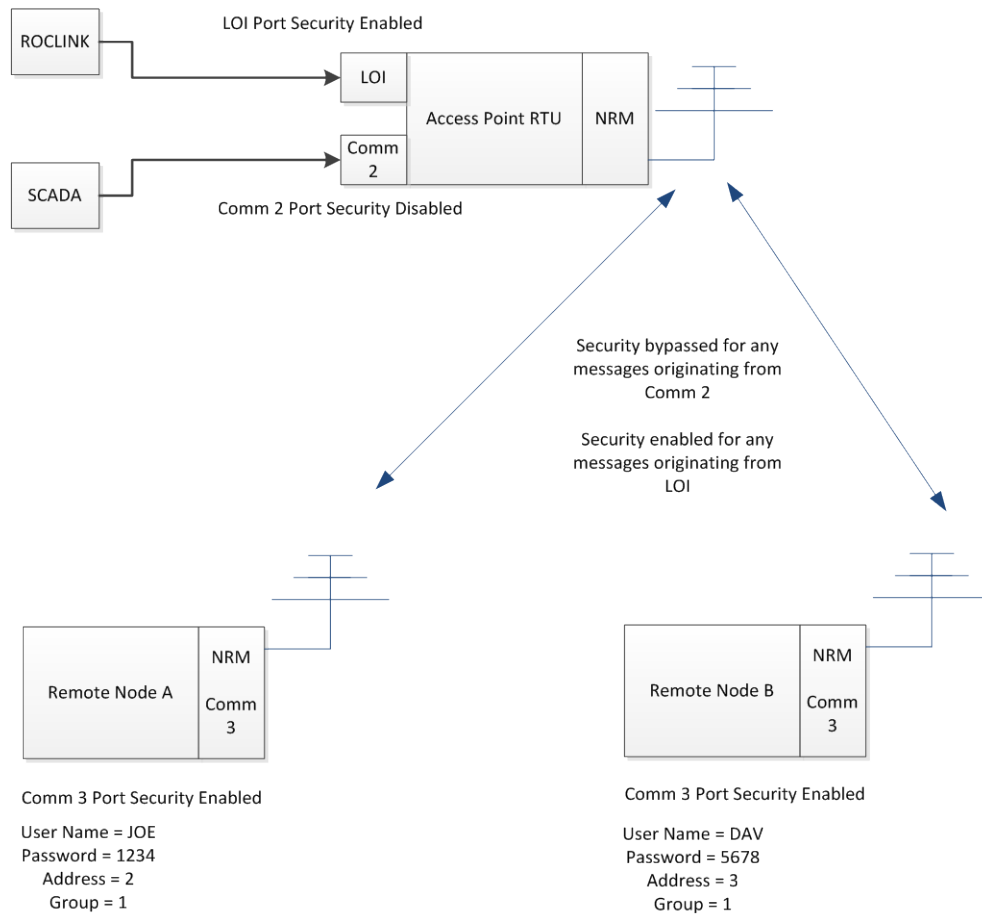 LOI Port Security Enabled
ROCLINK
LOI
Access Point RTU
NRM
Comm
2
SCADA
Comm 2 Port Security Disabled
Security bypassed for any
messages originating from
Comm 2
Security enabled for any
messages originating from
LOI
Remote Node A
NRM
Comm
3
Comm 3 Port Security Enabled
User Name = JOE
Password = 1234
Address = 2
Group = 1
Remote Node B
NRM
Comm
3
Comm 3 Port Security Enabled
User Name = DAV
Password = 5678
Address = 3
Group = 1